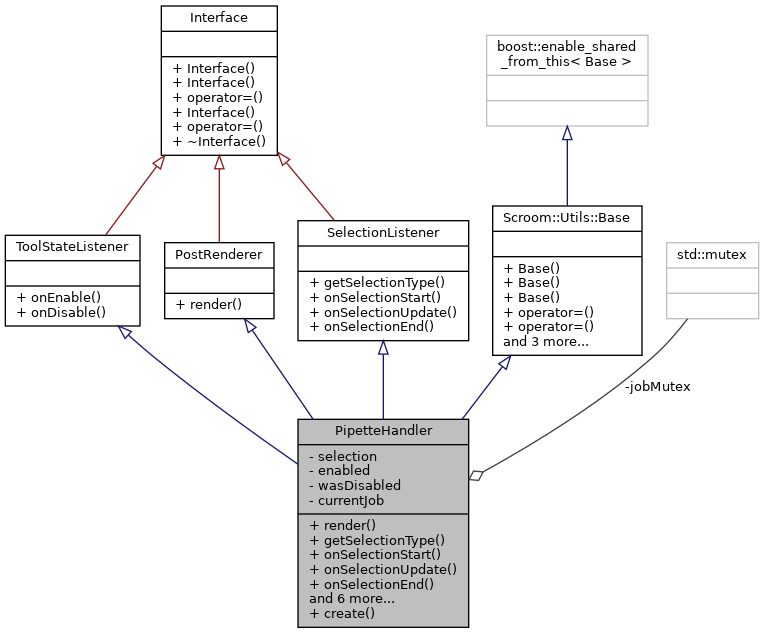 Interface
+ Interface()
+ Interface()
+ operator=()
+ Interface()
+ operator=()
+ ~Interface()
boost::enable_shared
_from_this< Base >
ToolStateListener
+ onEnable()
+ onDisable()
PostRenderer
+ render()
SelectionListener
+ getSelectionType()
+ onSelectionStart()
+ onSelectionUpdate()
+ onSelectionEnd()
Scroom::Utils::Base
+ Base()
+ Base()
+ Base()
+ operator=()
+ operator=()
and 3 more...
std::mutex
-jobMutex
PipetteHandler
- selection
- enabled
- wasDisabled
- currentJob
+ render()
+ getSelectionType()
+ onSelectionStart()
+ onSelectionUpdate()
+ onSelectionEnd()
and 6 more...
+ create()